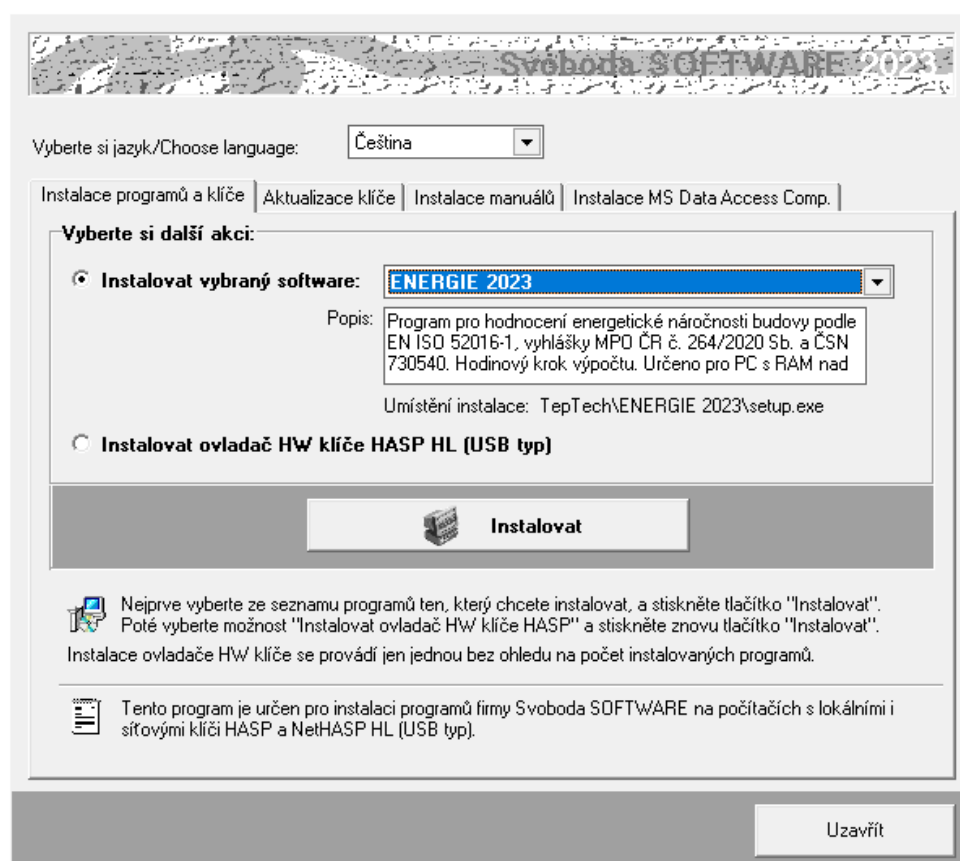 Svoboda SOFTWARE 2023
Vyberte si jazyk/Choose language: Čeština
Instalace programů a klíče Aktualizace klíče Instalace manuálů Instalace MS Data Access Comp.
Vyberte si další akci:
Instalovat vybraný software: ENERGIE 2023
Popis: Program pro hodnocení energetické náročnosti budovy podle
EN ISO 52016-1, vyhlášky MPO ČR č. 264/2020 Sb. a ČSN
730540. Hodinový krok výpočtu. Určeno pro PC s RAM nad
Umístění instalace: TepTech\ENERGIE 2023\setup.exe
Instalovat ovladač HW klíče HASP HL (USB typ)
Instalovat
Nejprve vyberte ze seznamu programů ten, který chcete instalovat, a stiskněte tlačítko "Instalovat".
Poté vyberte možnost "Instalovat ovladač HW klíče HASP" a stiskněte znovu tlačítko "Instalovat".
Instalace ovladače HW klíče se provádí jen jednou bez ohledu na počet instalovaných programů.
Tento program je určen pro instalaci programů firmy Svoboda SOFTWARE na počítačích s lokálními i
síťovými klíči HASP a NetHASP HL (USB typ).
Uzavřít